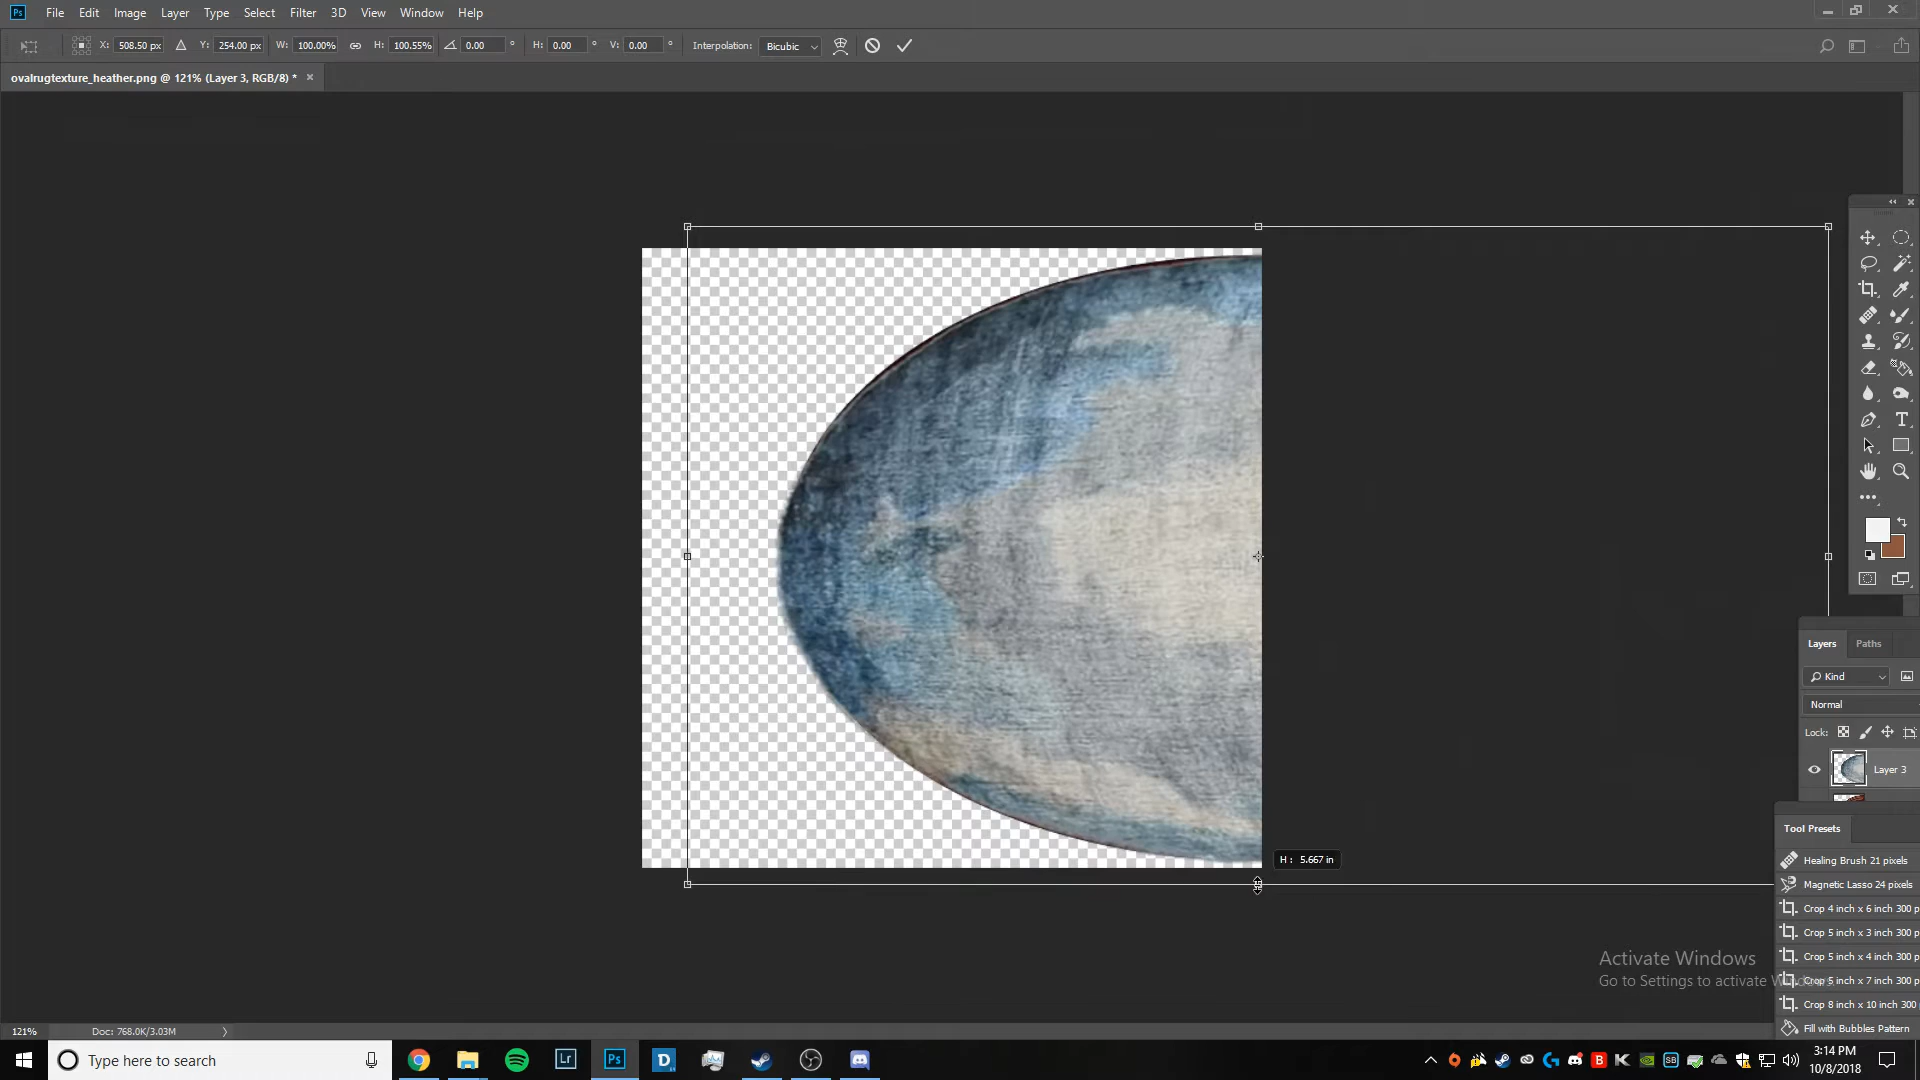 Ps File Edit Image Layer Type Select Filter 3D View Window Help
X: 508.50 px Y: 254.00 px W: 100.00% H: 100.55% 0.00 ° H: 0.00 ° V: 0.00 ° Interpolation: Bicubic
ovalrugtexture_heather.png @ 121% (Layer 3, RGB/8) * ×
T
Layers Paths
Kind
Normal
Lock:
Layer 3
Tool Presets
H : 5.667 in
Healing Brush 21 pixels
Magnetic Lasso 24 pixels
Crop 4 inch x 6 inch 300 p
Crop 5 inch x 3 inch 300 p
Crop 5 inch x 4 inch 300 p
Crop 5 inch x 7 inch 300 p
Crop 8 inch x 10 inch 300
Fill with Bubbles Pattern
Activate Windows
Go to Settings to activate
121% Doc: 768.0K/3.03M
Type here to search
Lr Ps D
B K SB
3:14 PM
10/8/2018